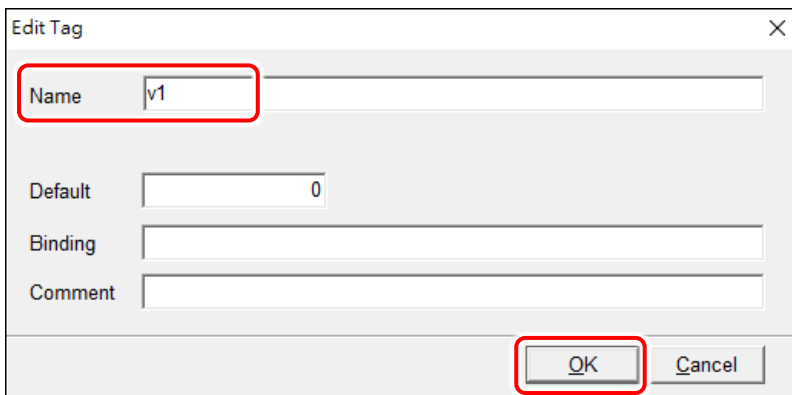 Edit Tag
Name v1
Default 0
Binding
Comment
OK Cancel